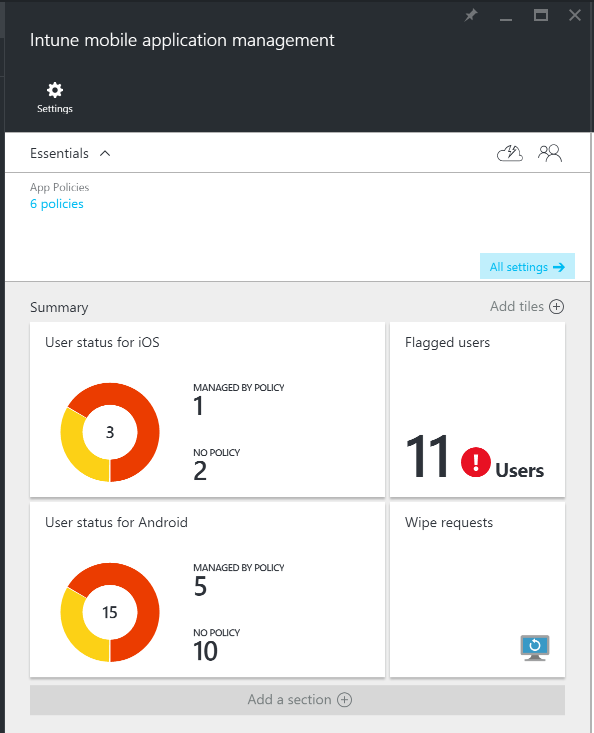 Intune mobile application management
Settings
Essentials
App Policies
6 policies
All settings
Summary
Add tiles
User status for iOS
3
MANAGED BY POLICY
1
NO POLICY
2
Flagged users
11 ! Users
User status for Android
15
MANAGED BY POLICY
5
NO POLICY
10
Wipe requests
Add a section